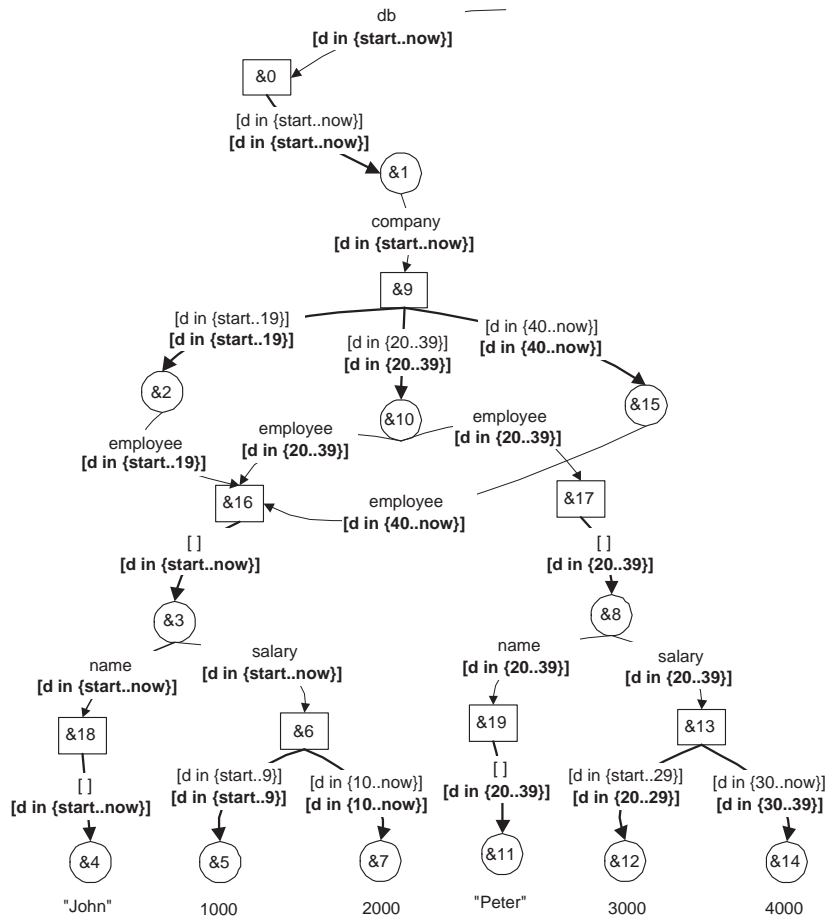 db
[d in {start..now}]
&0
[d in {start..now}]
[d in {start..now}]
&1
company
[d in {start..now}]
&9
[d in {start..19}]
[d in {start..19}]
[d in {20..39}]
[d in {20..39}]
[d in {40..now}]
[d in {40..now}]
&2
&10
&15
employee
[d in {start..19}]
employee
[d in {20..39}]
employee
[d in {20..39}]
&16
employee
[d in {40..now}]
&17
[ ]
[d in {start..now}]
[ ]
[d in {20..39}]
&3
&8
name
[d in {start..now}]
salary
[d in {start..now}]
name
[d in {20..39}]
salary
[d in {20..39}]
&18
&6
&19
&13
[ ]
[d in {start..now}]
[d in {start..9}]
[d in {start..9}]
[d in {10..now}]
[d in {10..now}]
[ ]
[d in {20..39}]
[d in {start..29}]
[d in {20..29}]
[d in {30..now}]
[d in {30..39}]
&4
&5
&7
&11
&12
&14
"John"
1000
2000
"Peter"
3000
4000